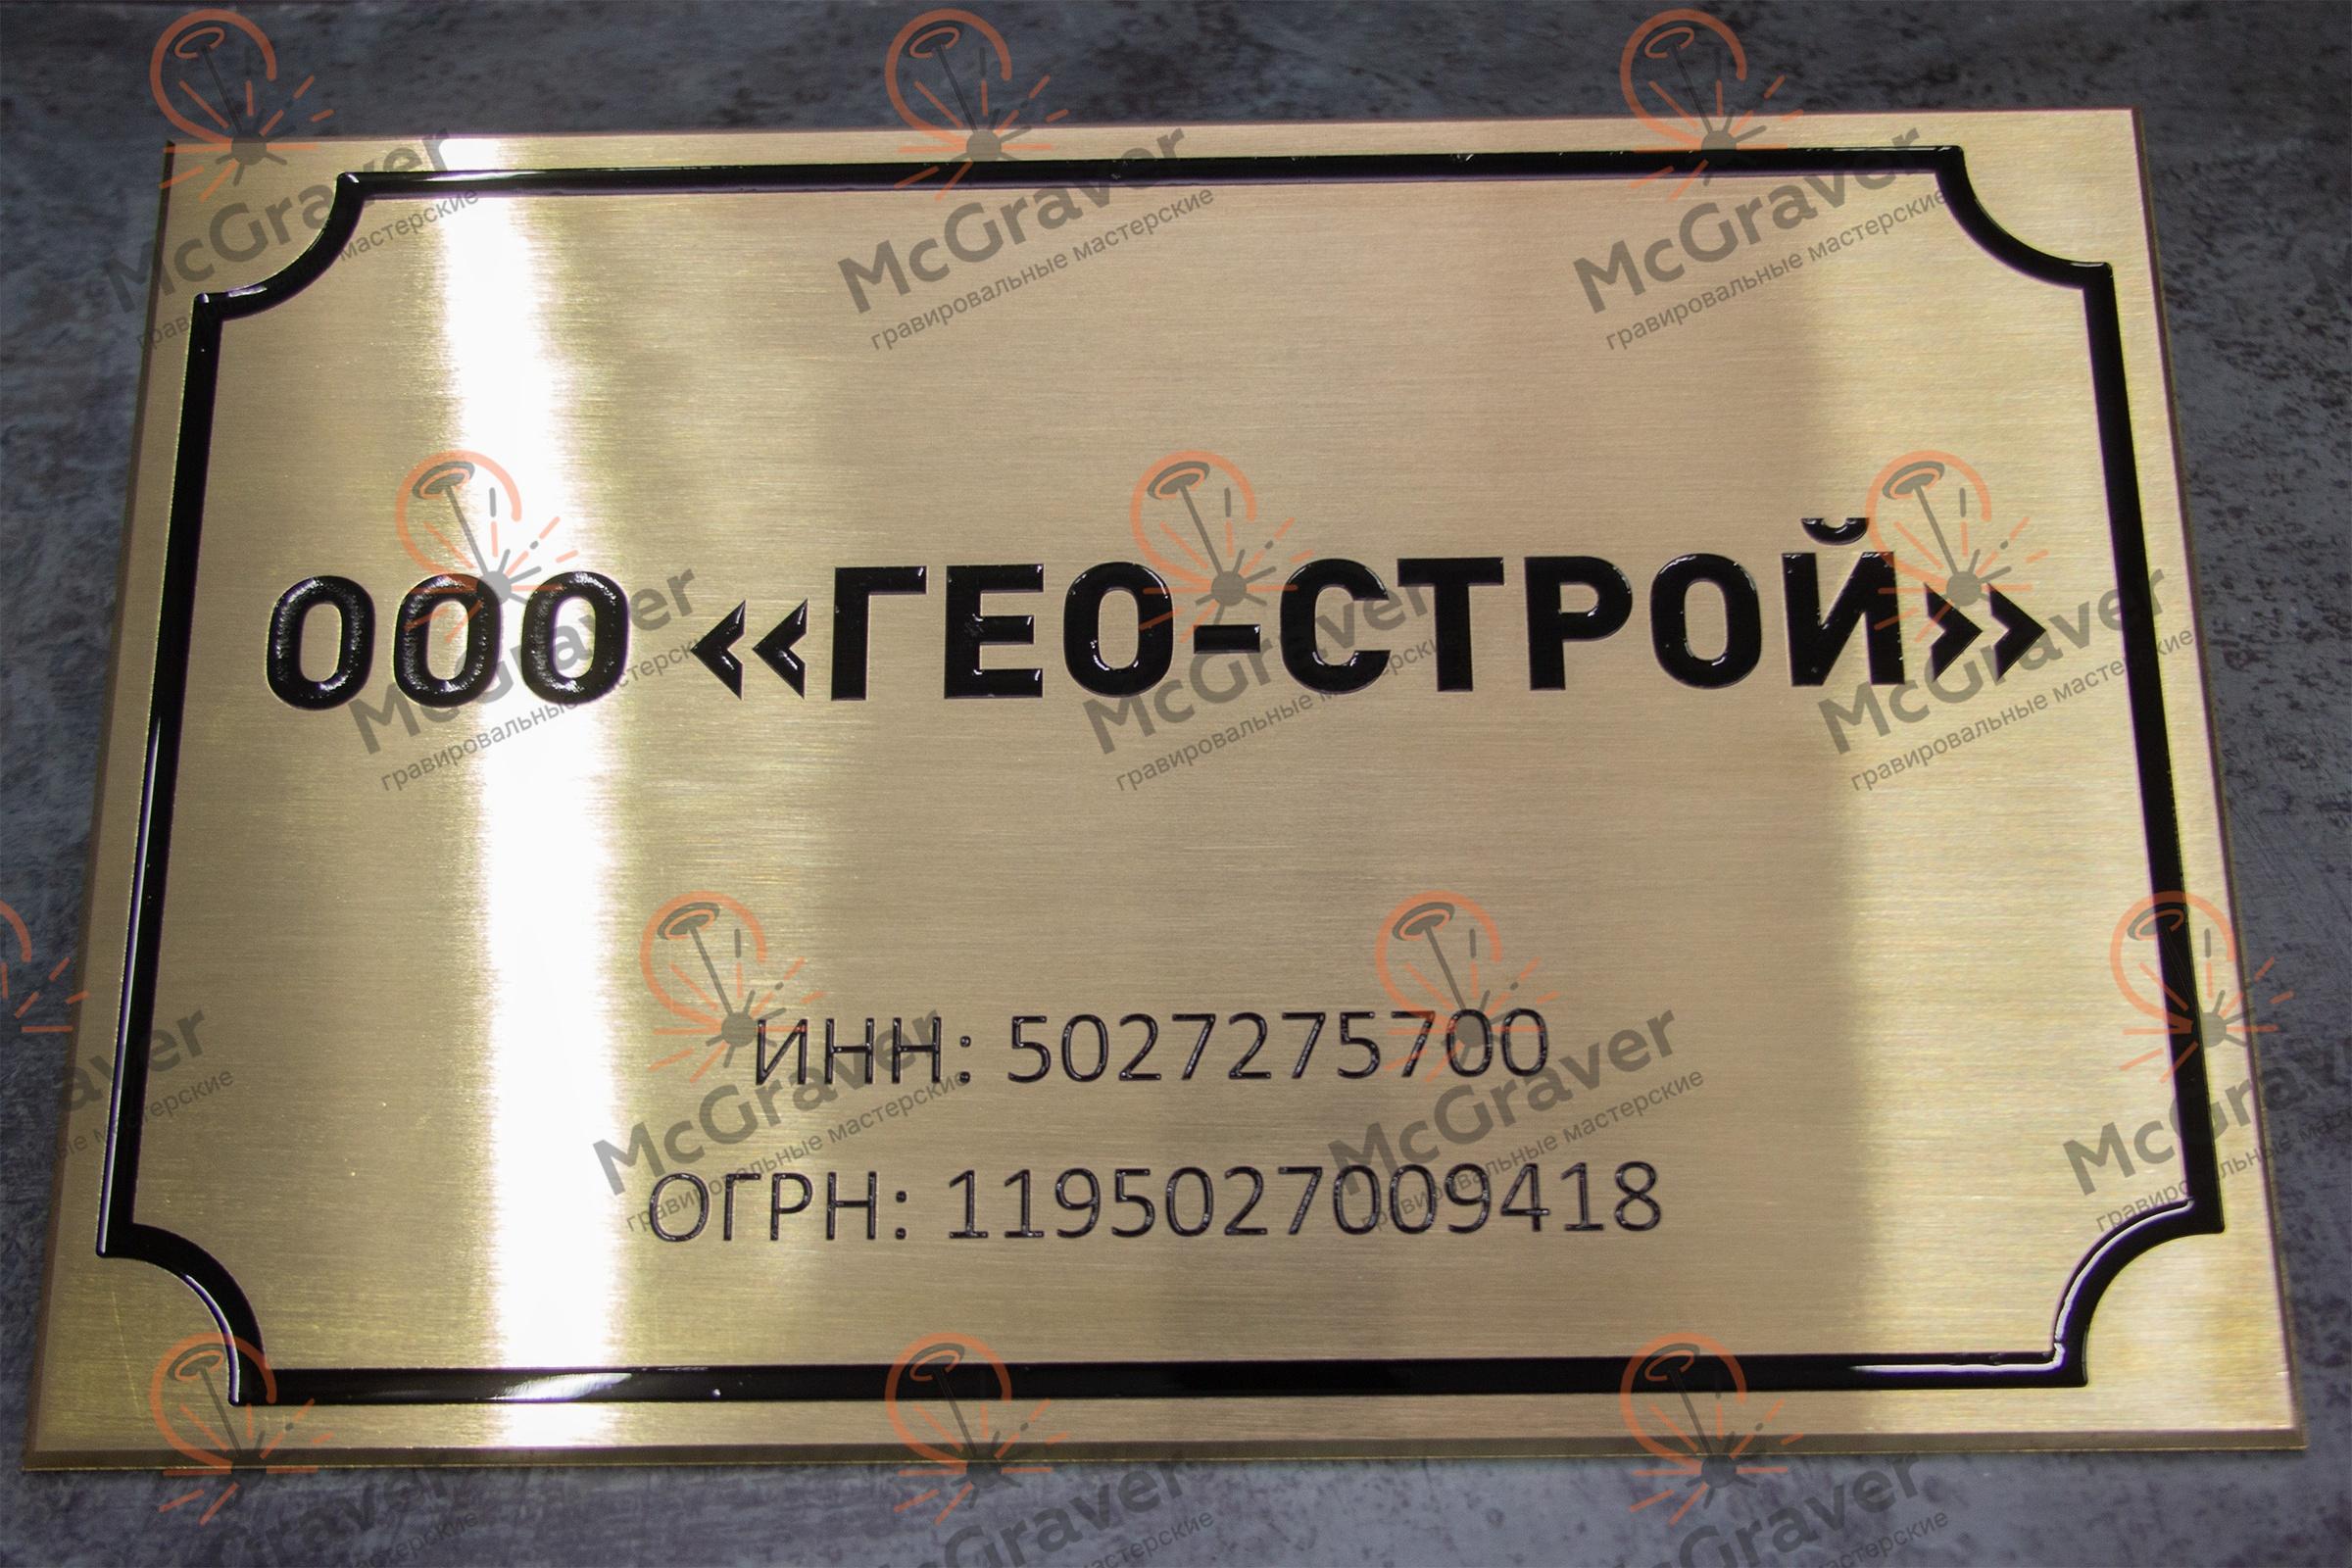 ООО «ГЕО-СТРОЙ»
ИНН: 5027275700
ОГРН: 1195027009418
McGraver
гравировальные мастерские